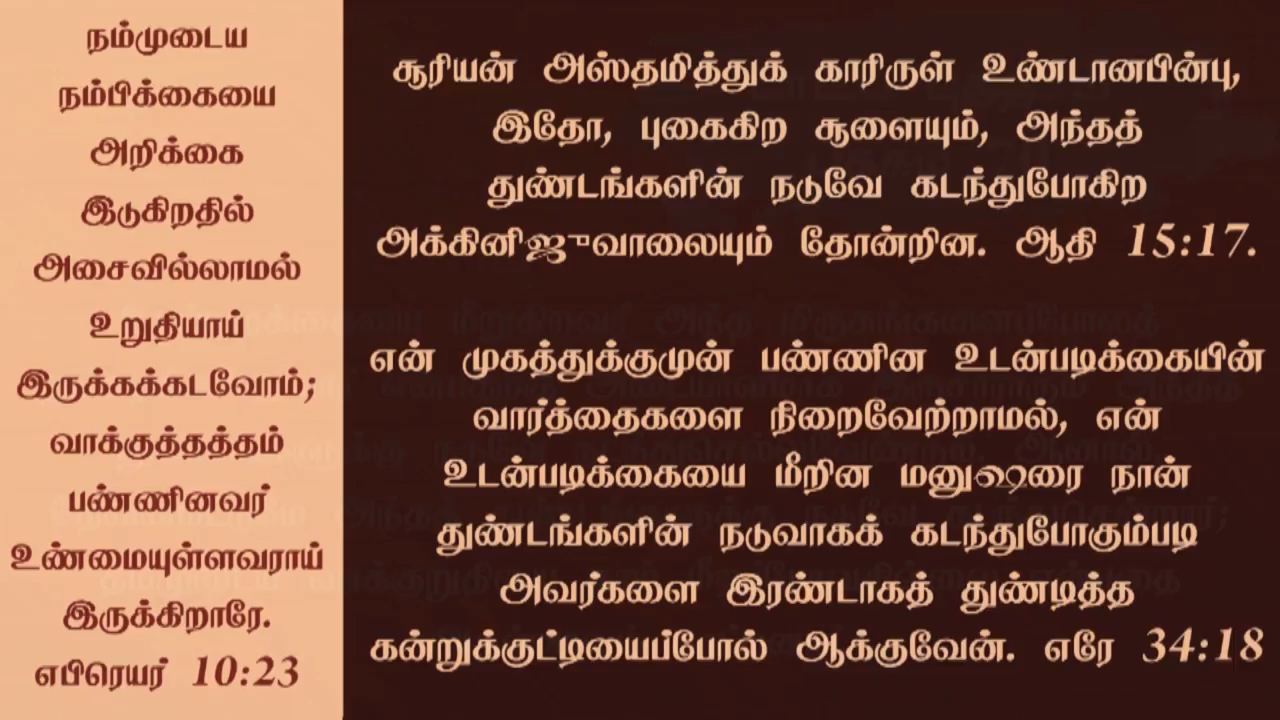 நம்முடைய
நம்பிக்கையை
அறிக்கை
இடுகிறதில்
அசைவில்லாமல்
உறுதியாய்
இருக்கக்கடவோம்;
வாக்குத்தத்தம்
பண்ணினவர்
உண்மையுள்ளவராய்
இருக்கிறாரே.
எபிரெயர் 10:23
சூரியன் அஸ்தமித்துக் காரிருள் உண்டானபின்பு,
இதோ, புகைகிற சூளையும், அந்தத்
துண்டங்களின் நடுவே கடந்துபோகிற
அக்கினிஜுவாலையும் தோன்றின. ஆதி 15:17.
என் முகத்துக்குமுன் பண்ணின உடன்படிக்கையின்
வார்த்தைகளை நிறைவேற்றாமல், என்
உடன்படிக்கையை மீறின மனுஷரை நான்
துண்டங்களின் நடுவாகக் கடந்துபோகும்படி
அவர்களை இரண்டாகத் துண்டித்த
கன்றுக்குட்டியைப்போல் ஆக்குவேன். எரே 34:18